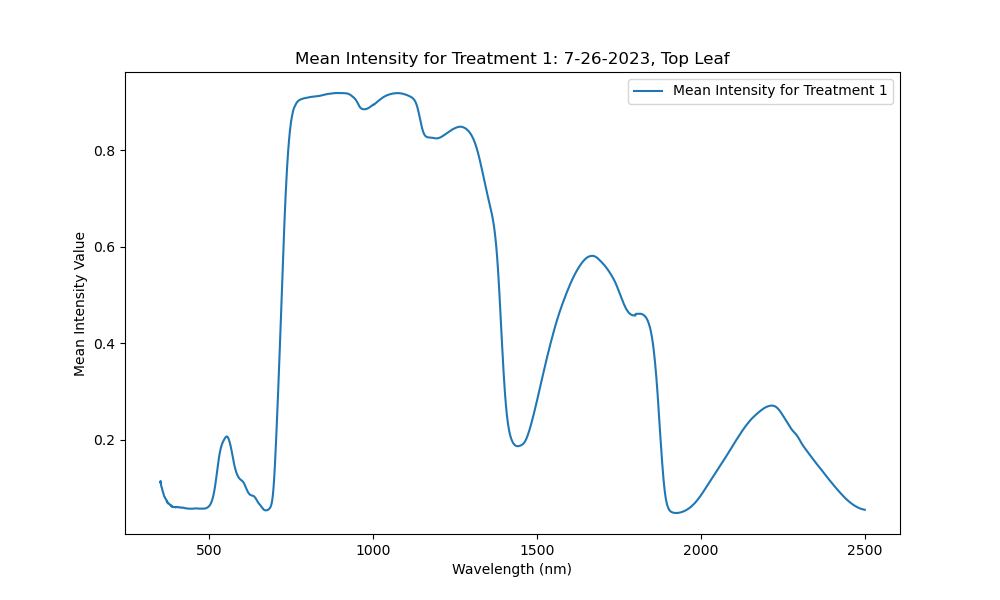 Mean Intensity for Treatment 1: 7-26-2023, Top Leaf
Mean Intensity for Treatment 1
Mean Intensity Value
0.8
0.6
0.4
0.2
500 1000 1500 2000 2500
Wavelength (nm)